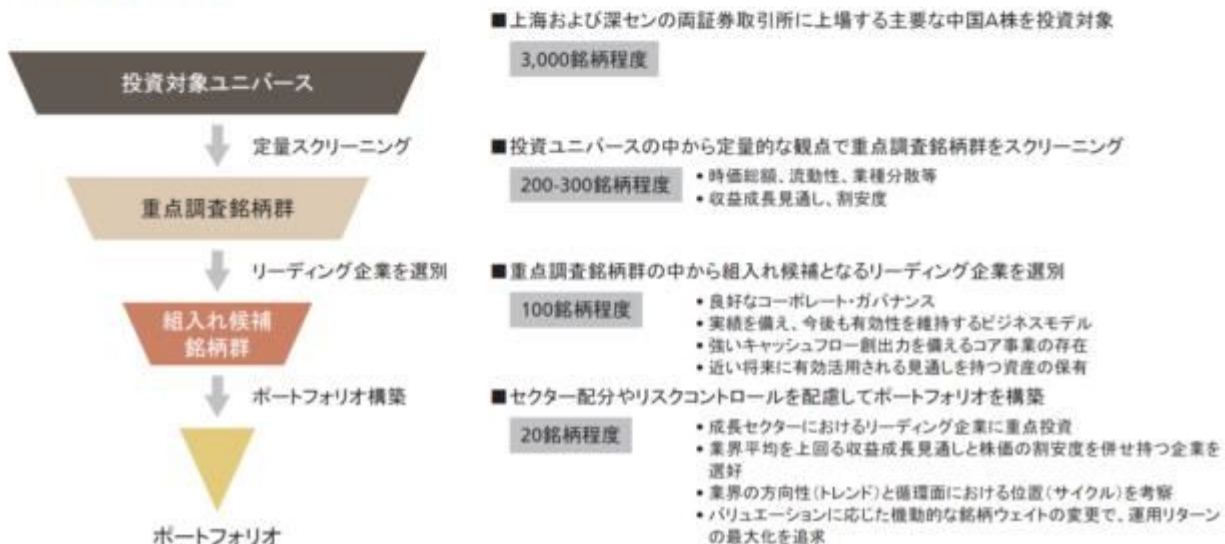 ■上海および深センの両証券取引所に上場する主要な中国A株を投資対象
3,000銘柄程度
投資対象ユニバース
定量スクリーニング
■投資ユニバースの中から定量的な観点で重点調査銘柄群をスクリーニング
200-300銘柄程度
• 時価総額、流動性、業種分散等
• 収益成長見通し、割安度
重点調査銘柄群
リーディング企業を選別
■重点調査銘柄群の中から組入れ候補となるリーディング企業を選別
100銘柄程度
• 良好なコーポレート・ガバナンス
• 実績を備え、今後も有効性を維持するビジネスモデル
• 強いキャッシュフロー創出力を備えるコア事業の存在
• 近い将来に有効活用される見通しを持つ資産の保有
組入れ候補
銘柄群
ポートフォリオ構築
■セクター配分やリスクコントロールを配慮してポートフォリオを構築
20銘柄程度
• 成長セクターにおけるリーディング企業に重点投資
• 業界平均を上回る収益成長見通しと株価の割安度を併せ持つ企業を
選好
• 業界の方向性(トレンド)と循環面における位置(サイクル)を考察
• バリュエーションに応じた機動的な銘柄ウェイトの変更で、運用リターン
の最大化を追求
ポートフォリオ